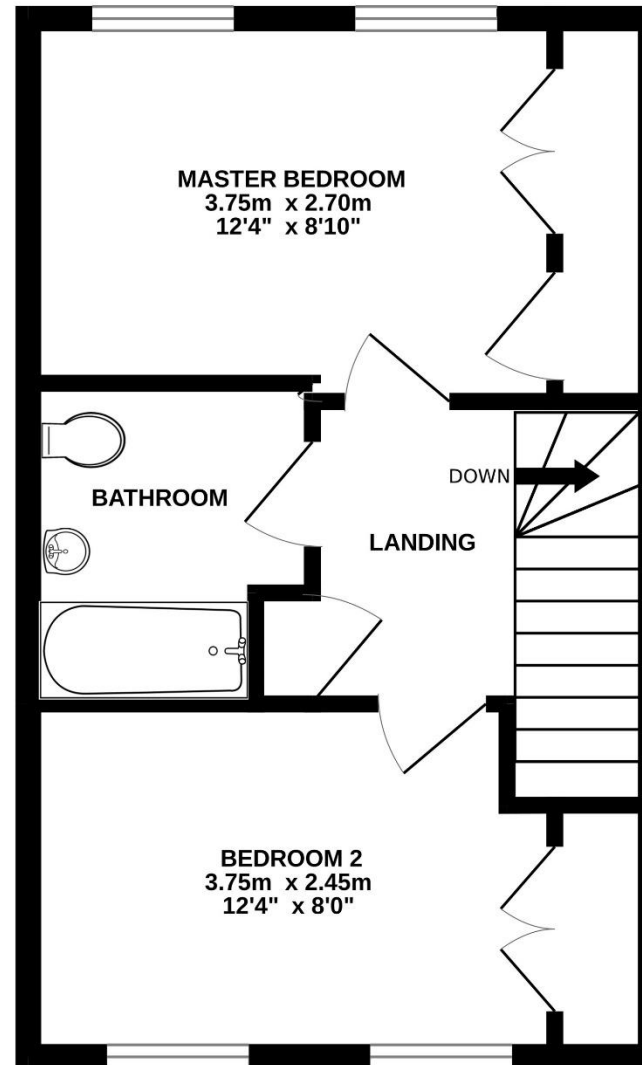 MASTER BEDROOM
3.75m x 2.70m
12'4" x 8'10"
DOWN
BATHROOM
LANDING
BEDROOM 2
3.75m x 2.45m
12'4" x 8'0"